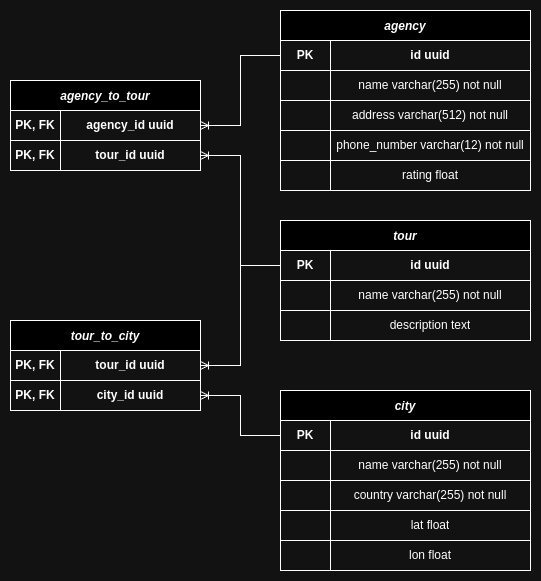 agency
PK id uuid
name varchar(255) not null
address varchar(512) not null
phone_number varchar(12) not null
rating float
agency_to_tour
PK, FK agency_id uuid
PK, FK tour_id uuid
tour
PK id uuid
name varchar(255) not null
description text
tour_to_city
PK, FK tour_id uuid
PK, FK city_id uuid
city
PK id uuid
name varchar(255) not null
country varchar(255) not null
lat float
lon float